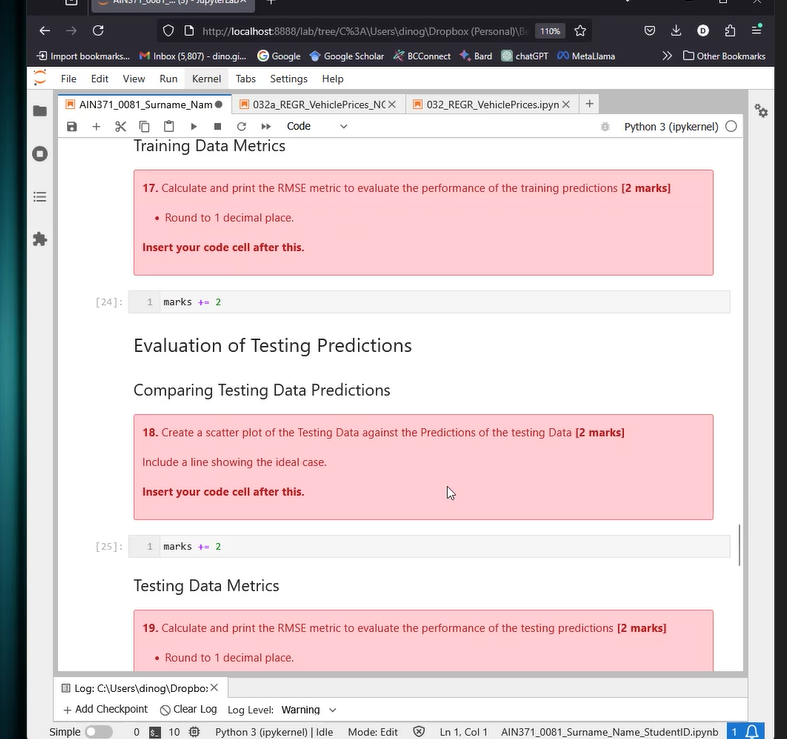 AIN371_0081_... (3) - JupyterLab
http://localhost:8888/lab/tree/C%3A\Users\dinog\Dropbox (Personal)\B
110%
Import bookmarks... Inbox (5,807) - dino.gi... Google Google Scholar BCConnect Bard chatGPT MetaLlama Other Bookmarks
File Edit View Run Kernel Tabs Settings Help
AIN371_0081_Surname_Nam 032a_REGR_VehiclePrices_NC 032_REGR_VehiclePrices.ipyn
Code Python 3 (ipykernel)
Training Data Metrics
17. Calculate and print the RMSE metric to evaluate the performance of the training predictions [2 marks]
• Round to 1 decimal place.
Insert your code cell after this.
[24]: 1 marks += 2
Evaluation of Testing Predictions
Comparing Testing Data Predictions
18. Create a scatter plot of the Testing Data against the Predictions of the testing Data [2 marks]
Include a line showing the ideal case.
Insert your code cell after this.
[25]: 1 marks += 2
Testing Data Metrics
19. Calculate and print the RMSE metric to evaluate the performance of the testing predictions [2 marks]
• Round to 1 decimal place.
Log: C:\Users\dinog\Dropbo
Add Checkpoint Clear Log Log Level: Warning
Simple 0 10 Python 3 (ipykernel) | Idle Mode: Edit Ln 1, Col 1 AIN371_0081_Surname_Name_StudentID.ipynb 1